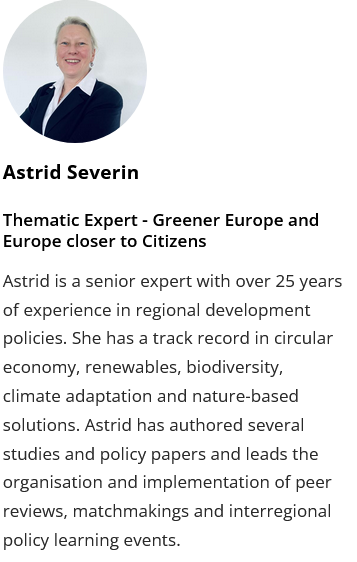 Astrid Severin
Thematic Expert - Greener Europe and
Europe closer to Citizens
Astrid is a senior expert with over 25 years
of experience in regional development
policies. She has a track record in circular
economy, renewables, biodiversity,
climate adaptation and nature-based
solutions. Astrid has authored several
studies and policy papers and leads the
organisation and implementation of peer
reviews, matchmakings and interregional
policy learning events.